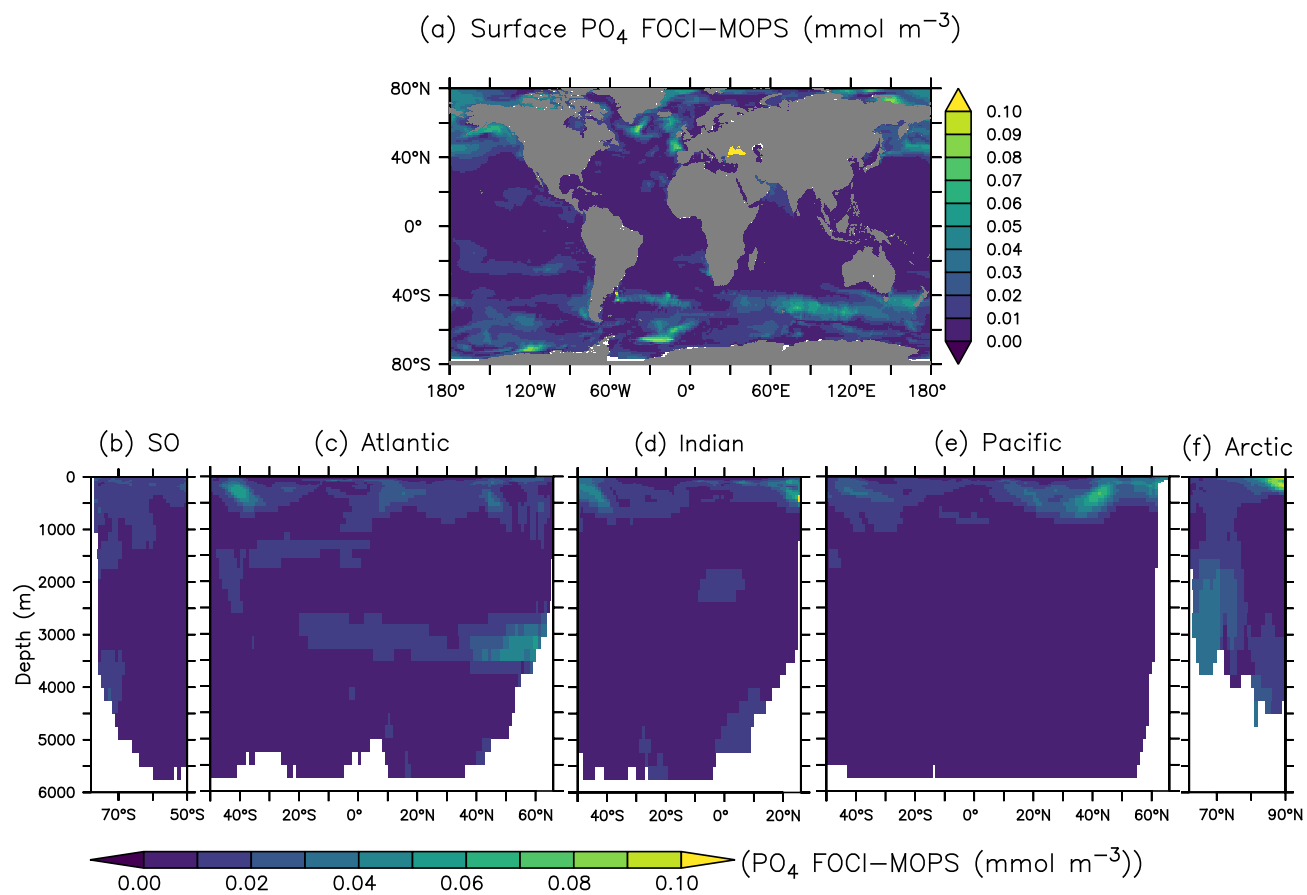 (a) Surface PO₄ FOCI−MOPS (mmol m⁻³)
80°N
40°N
0°
40°S
80°S
180° 120°W 60°W 0° 60°E 120°E 180°
0.10
0.09
0.08
0.07
0.06
0.05
0.04
0.03
0.02
0.01
0.00
(b) SO (c) Atlantic (d) Indian (e) Pacific (f) Arctic
Depth (m)
0
1000
2000
3000
4000
5000
6000
70°S 50°S 40°S 20°S 0° 20°N 40°N 60°N 40°S 20°S 0° 20°N 40°S 20°S 0° 20°N 40°N 60°N 70°N 90°N
0.00 0.02 0.04 0.06 0.08 0.10
(PO₄ FOCI−MOPS (mmol m⁻³))